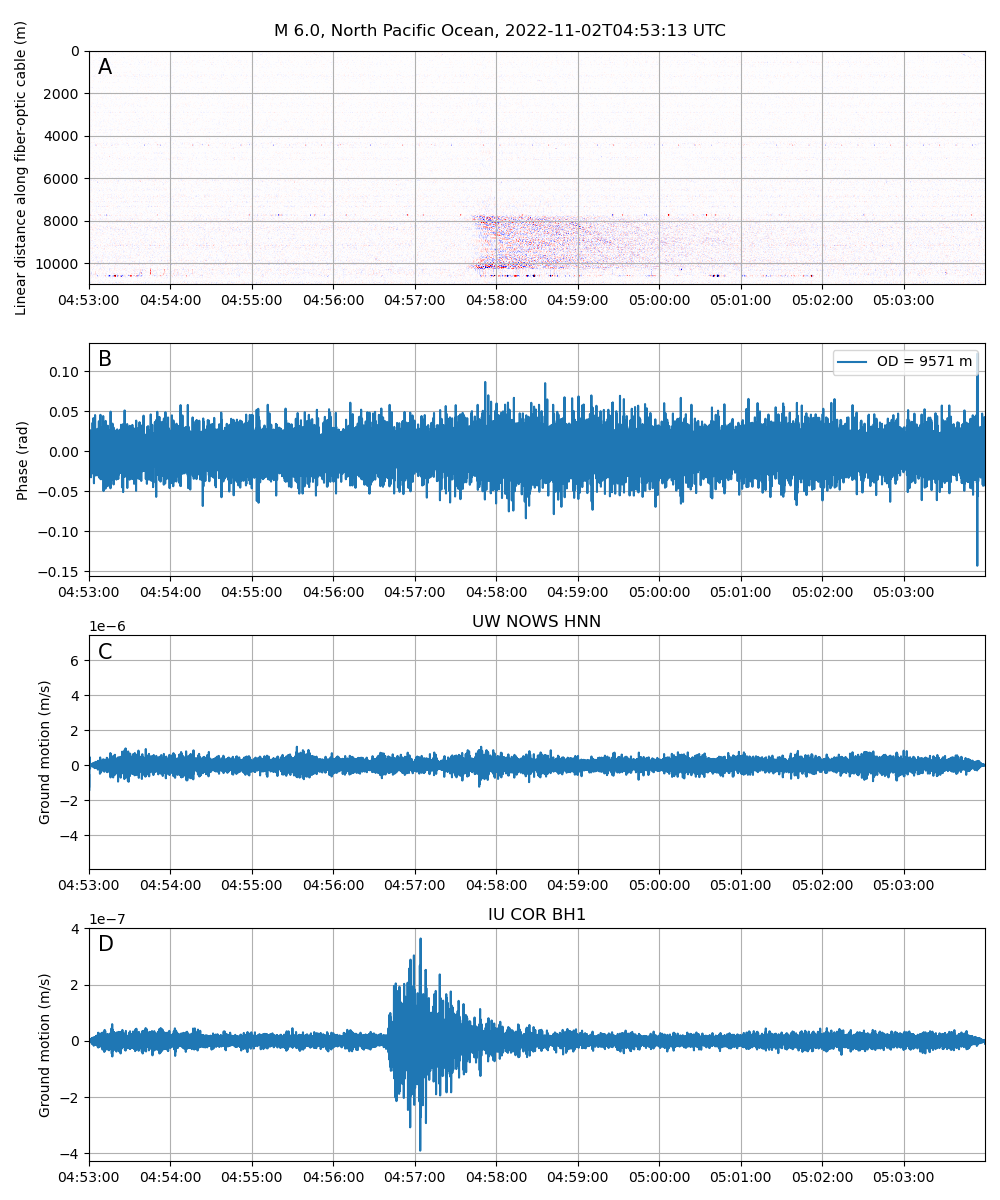 M 6.0, North Pacific Ocean, 2022-11-02T04:53:13 UTC
Linear distance along fiber-optic cable (m)
A
0
2000
4000
6000
8000
10000
04:53:00 04:54:00 04:55:00 04:56:00 04:57:00 04:58:00 04:59:00 05:00:00 05:01:00 05:02:00 05:03:00
Phase (rad)
B
OD = 9571 m
0.10
0.05
0.00
−0.05
−0.10
−0.15
04:53:00 04:54:00 04:55:00 04:56:00 04:57:00 04:58:00 04:59:00 05:00:00 05:01:00 05:02:00 05:03:00
UW NOWS HNN
1e−6
Ground motion (m/s)
C
6
4
2
0
−2
−4
04:53:00 04:54:00 04:55:00 04:56:00 04:57:00 04:58:00 04:59:00 05:00:00 05:01:00 05:02:00 05:03:00
IU COR BH1
1e−7
Ground motion (m/s)
D
4
2
0
−2
−4
04:53:00 04:54:00 04:55:00 04:56:00 04:57:00 04:58:00 04:59:00 05:00:00 05:01:00 05:02:00 05:03:00